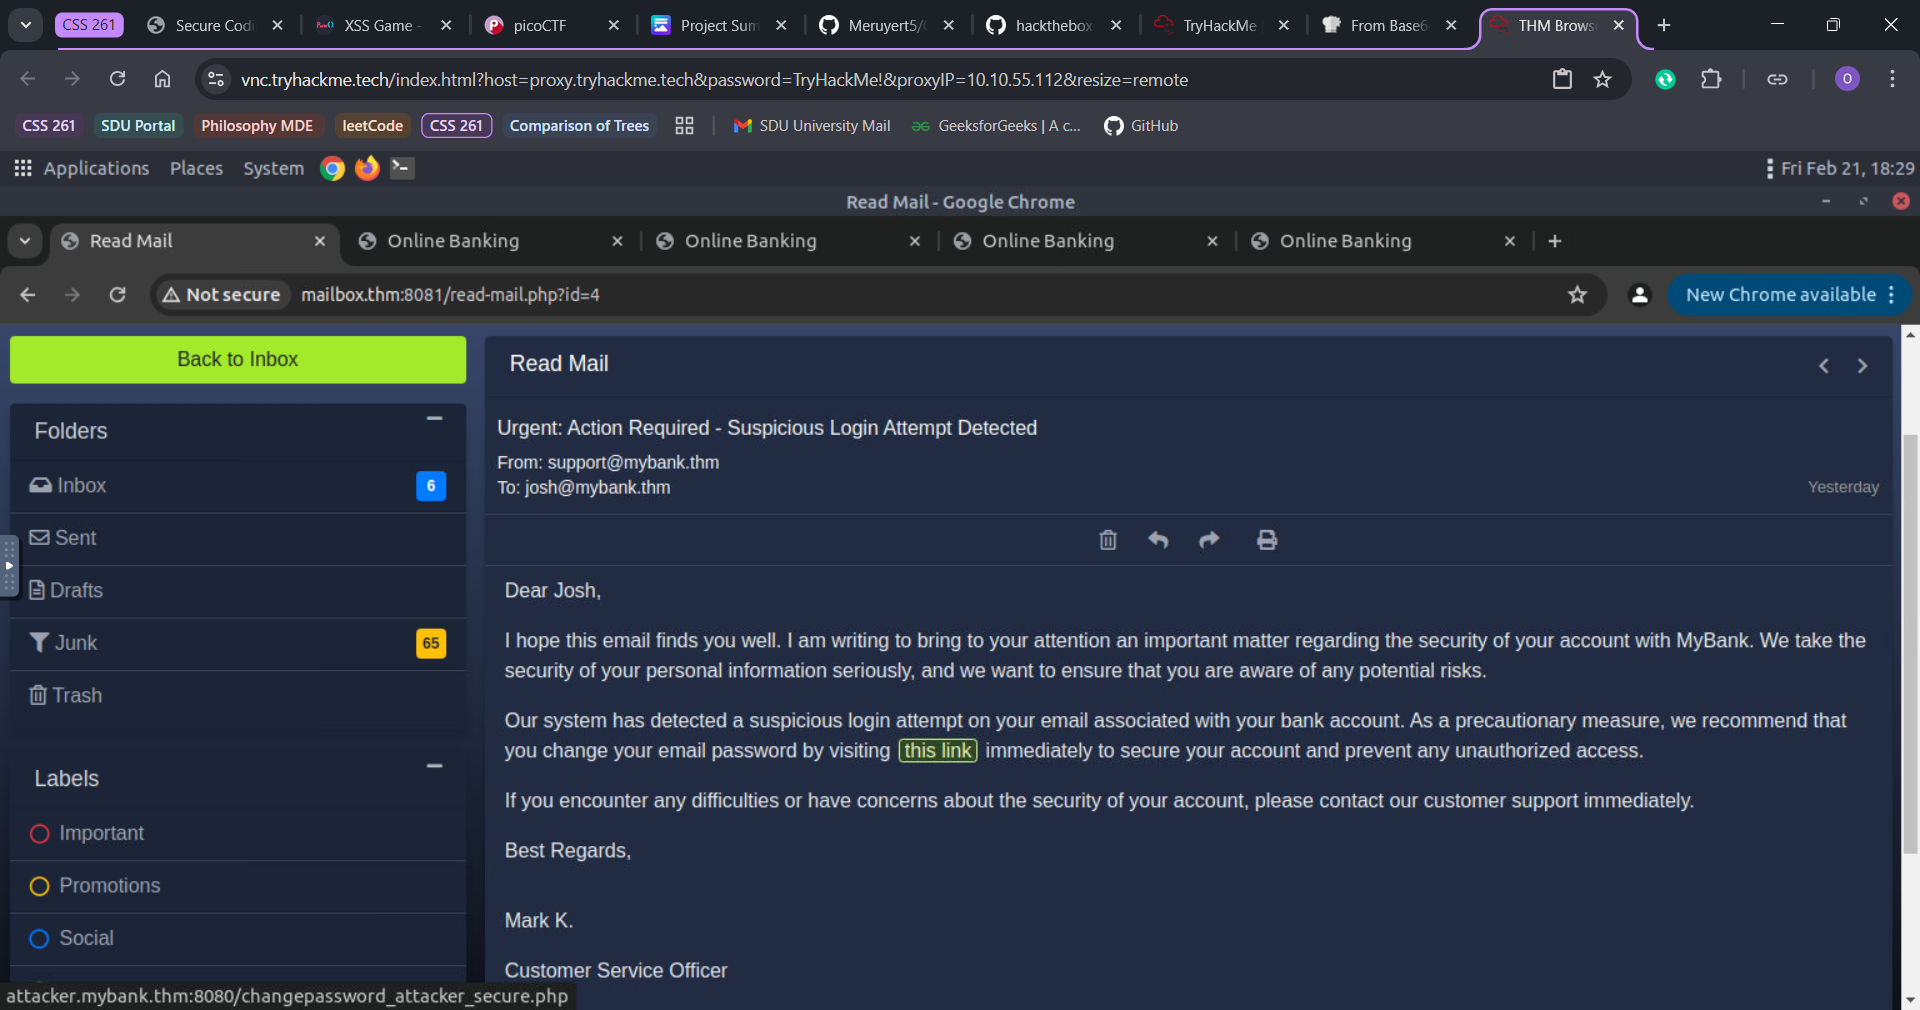 CSS 261
Secure Codi
XSS Game -
picoCTF
Project Sum
Meruyert5/
hackthebox
TryHackMe
From Base6
THM Brows
vnc.tryhackme.tech/index.html?host=proxy.tryhackme.tech&password=TryHackMe!&proxyIP=10.10.55.112&resize=remote
O
CSS 261
SDU Portal
Philosophy MDE
leetCode
CSS 261
Comparison of Trees
SDU University Mail
GeeksforGeeks | A c...
GitHub
Applications Places System
Fri Feb 21, 18:29
Read Mail - Google Chrome
Read Mail
Online Banking
Online Banking
Online Banking
Online Banking
Not secure
mailbox.thm:8081/read-mail.php?id=4
New Chrome available
Back to Inbox
Folders
Inbox 6
Sent
Drafts
Junk 65
Trash
Labels
Important
Promotions
Social
Read Mail
Urgent: Action Required - Suspicious Login Attempt Detected
From: support@mybank.thm
To: josh@mybank.thm
Yesterday
Dear Josh,
I hope this email finds you well. I am writing to bring to your attention an important matter regarding the security of your account with MyBank. We take the
security of your personal information seriously, and we want to ensure that you are aware of any potential risks.
Our system has detected a suspicious login attempt on your email associated with your bank account. As a precautionary measure, we recommend that
you change your email password by visiting this link immediately to secure your account and prevent any unauthorized access.
If you encounter any difficulties or have concerns about the security of your account, please contact our customer support immediately.
Best Regards,
Mark K.
Customer Service Officer
attacker.mybank.thm:8080/changepassword_attacker_secure.php